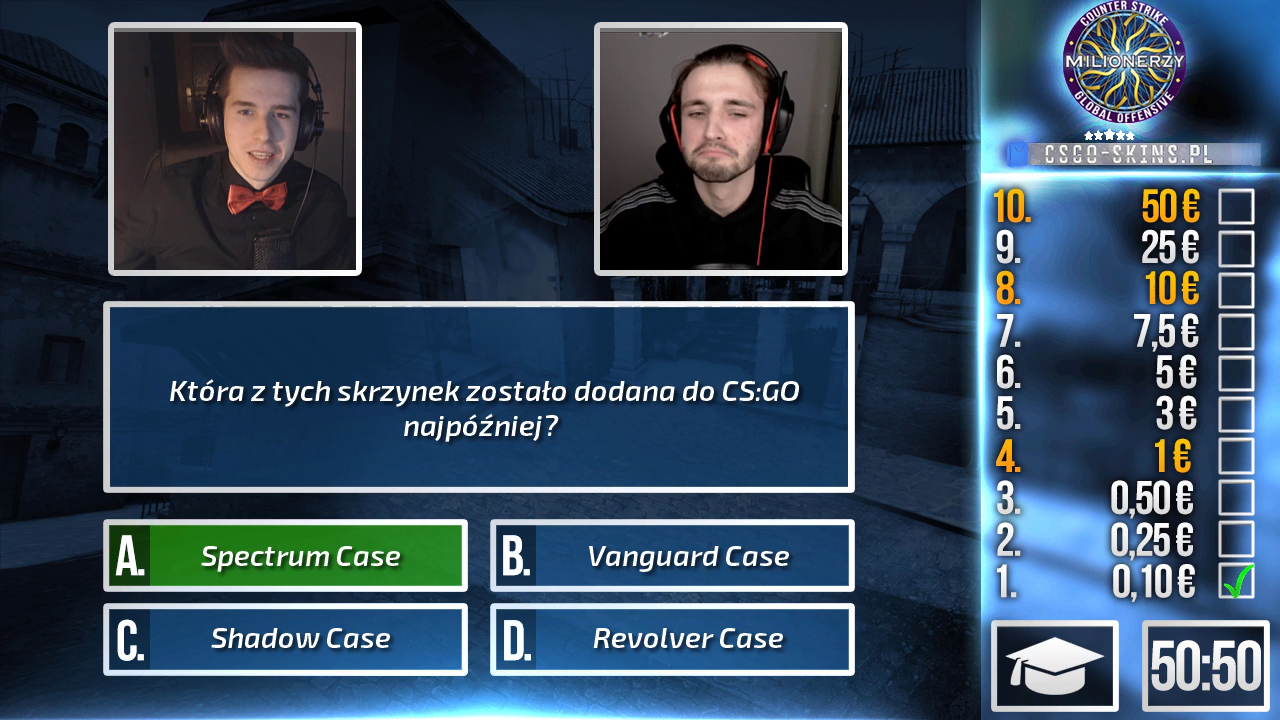 COUNTER STRIKE
MILIONERZY
GLOBAL OFFENSIVE
CSGO-SKINS.PL
Która z tych skrzynek zostało dodana do CS:GO
najpóźniej?
A. Spectrum Case
B. Vanguard Case
C. Shadow Case
D. Revolver Case
10. 50 €
9. 25 €
8. 10 €
7. 7,5 €
6. 5 €
5. 3 €
4. 1 €
3. 0,50 €
2. 0,25 €
1. 0,10 €
50:50